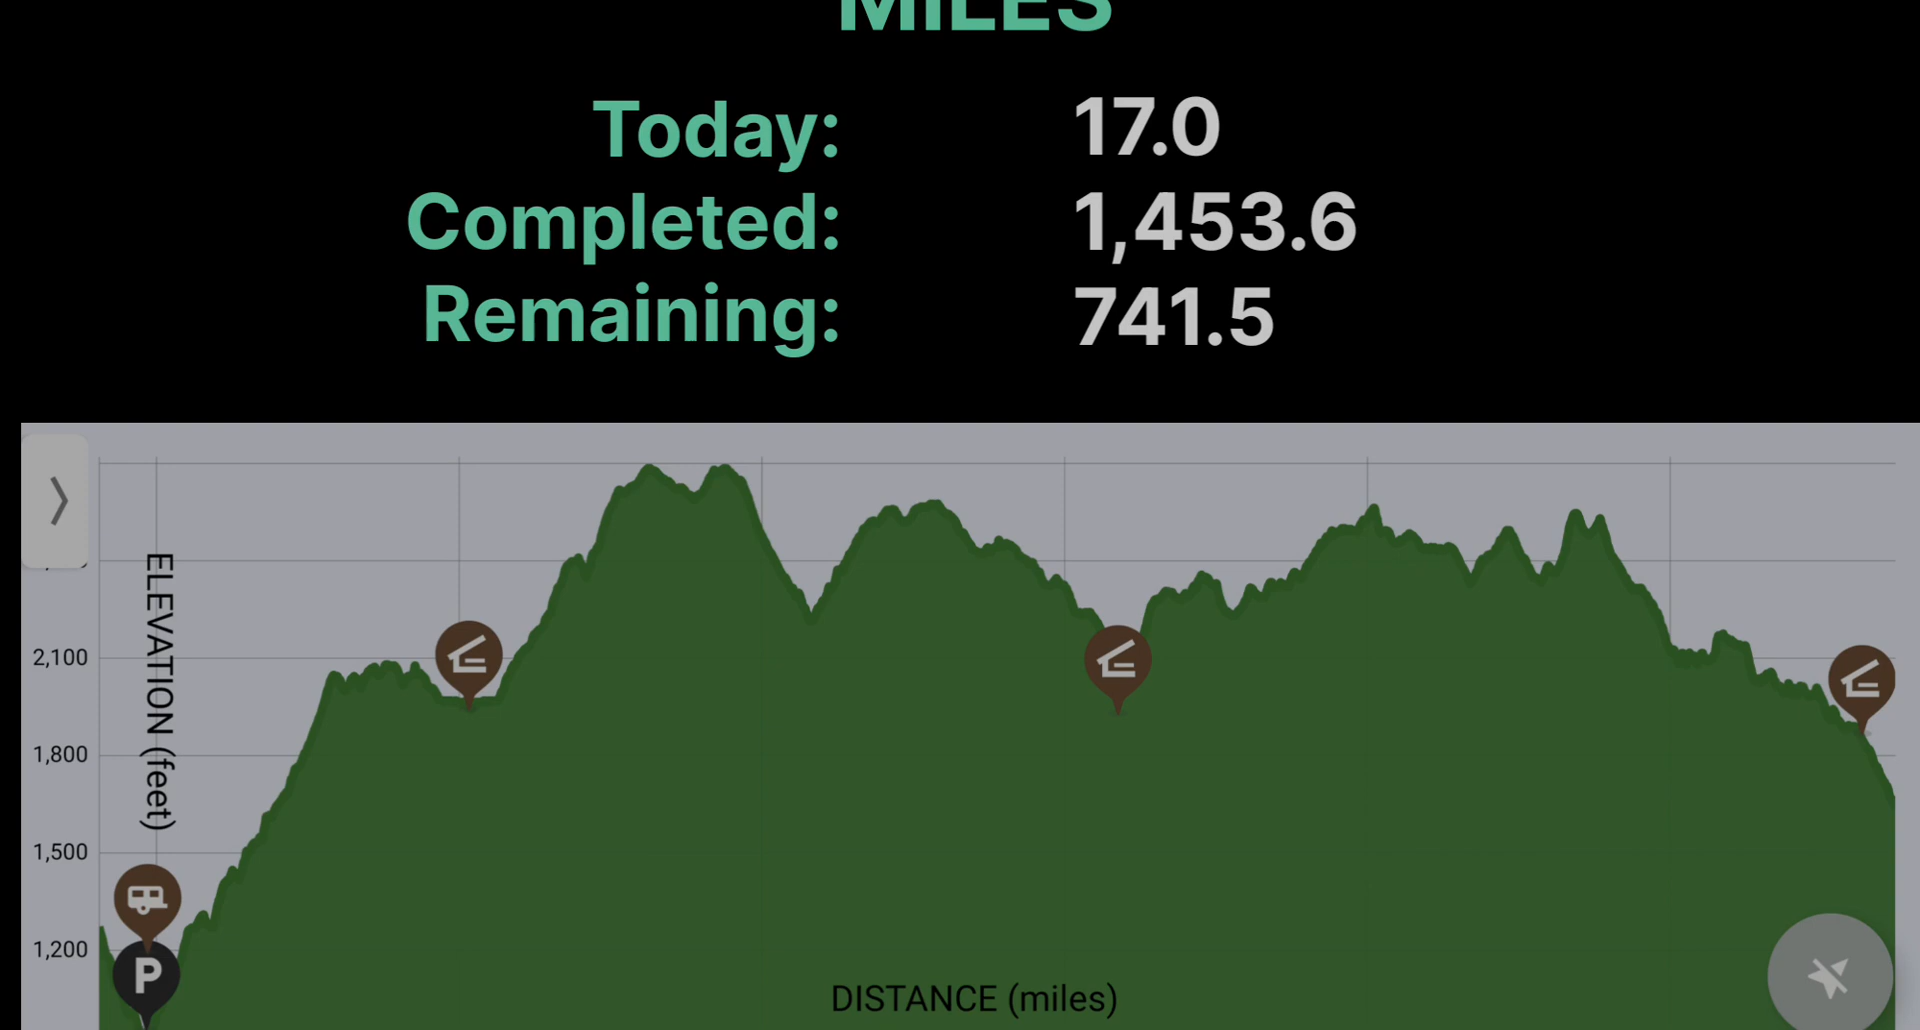 MILES
Today: 17.0
Completed: 1,453.6
Remaining: 741.5
ELEVATION (feet)
2,100
1,800
1,500
1,200
P
DISTANCE (miles)